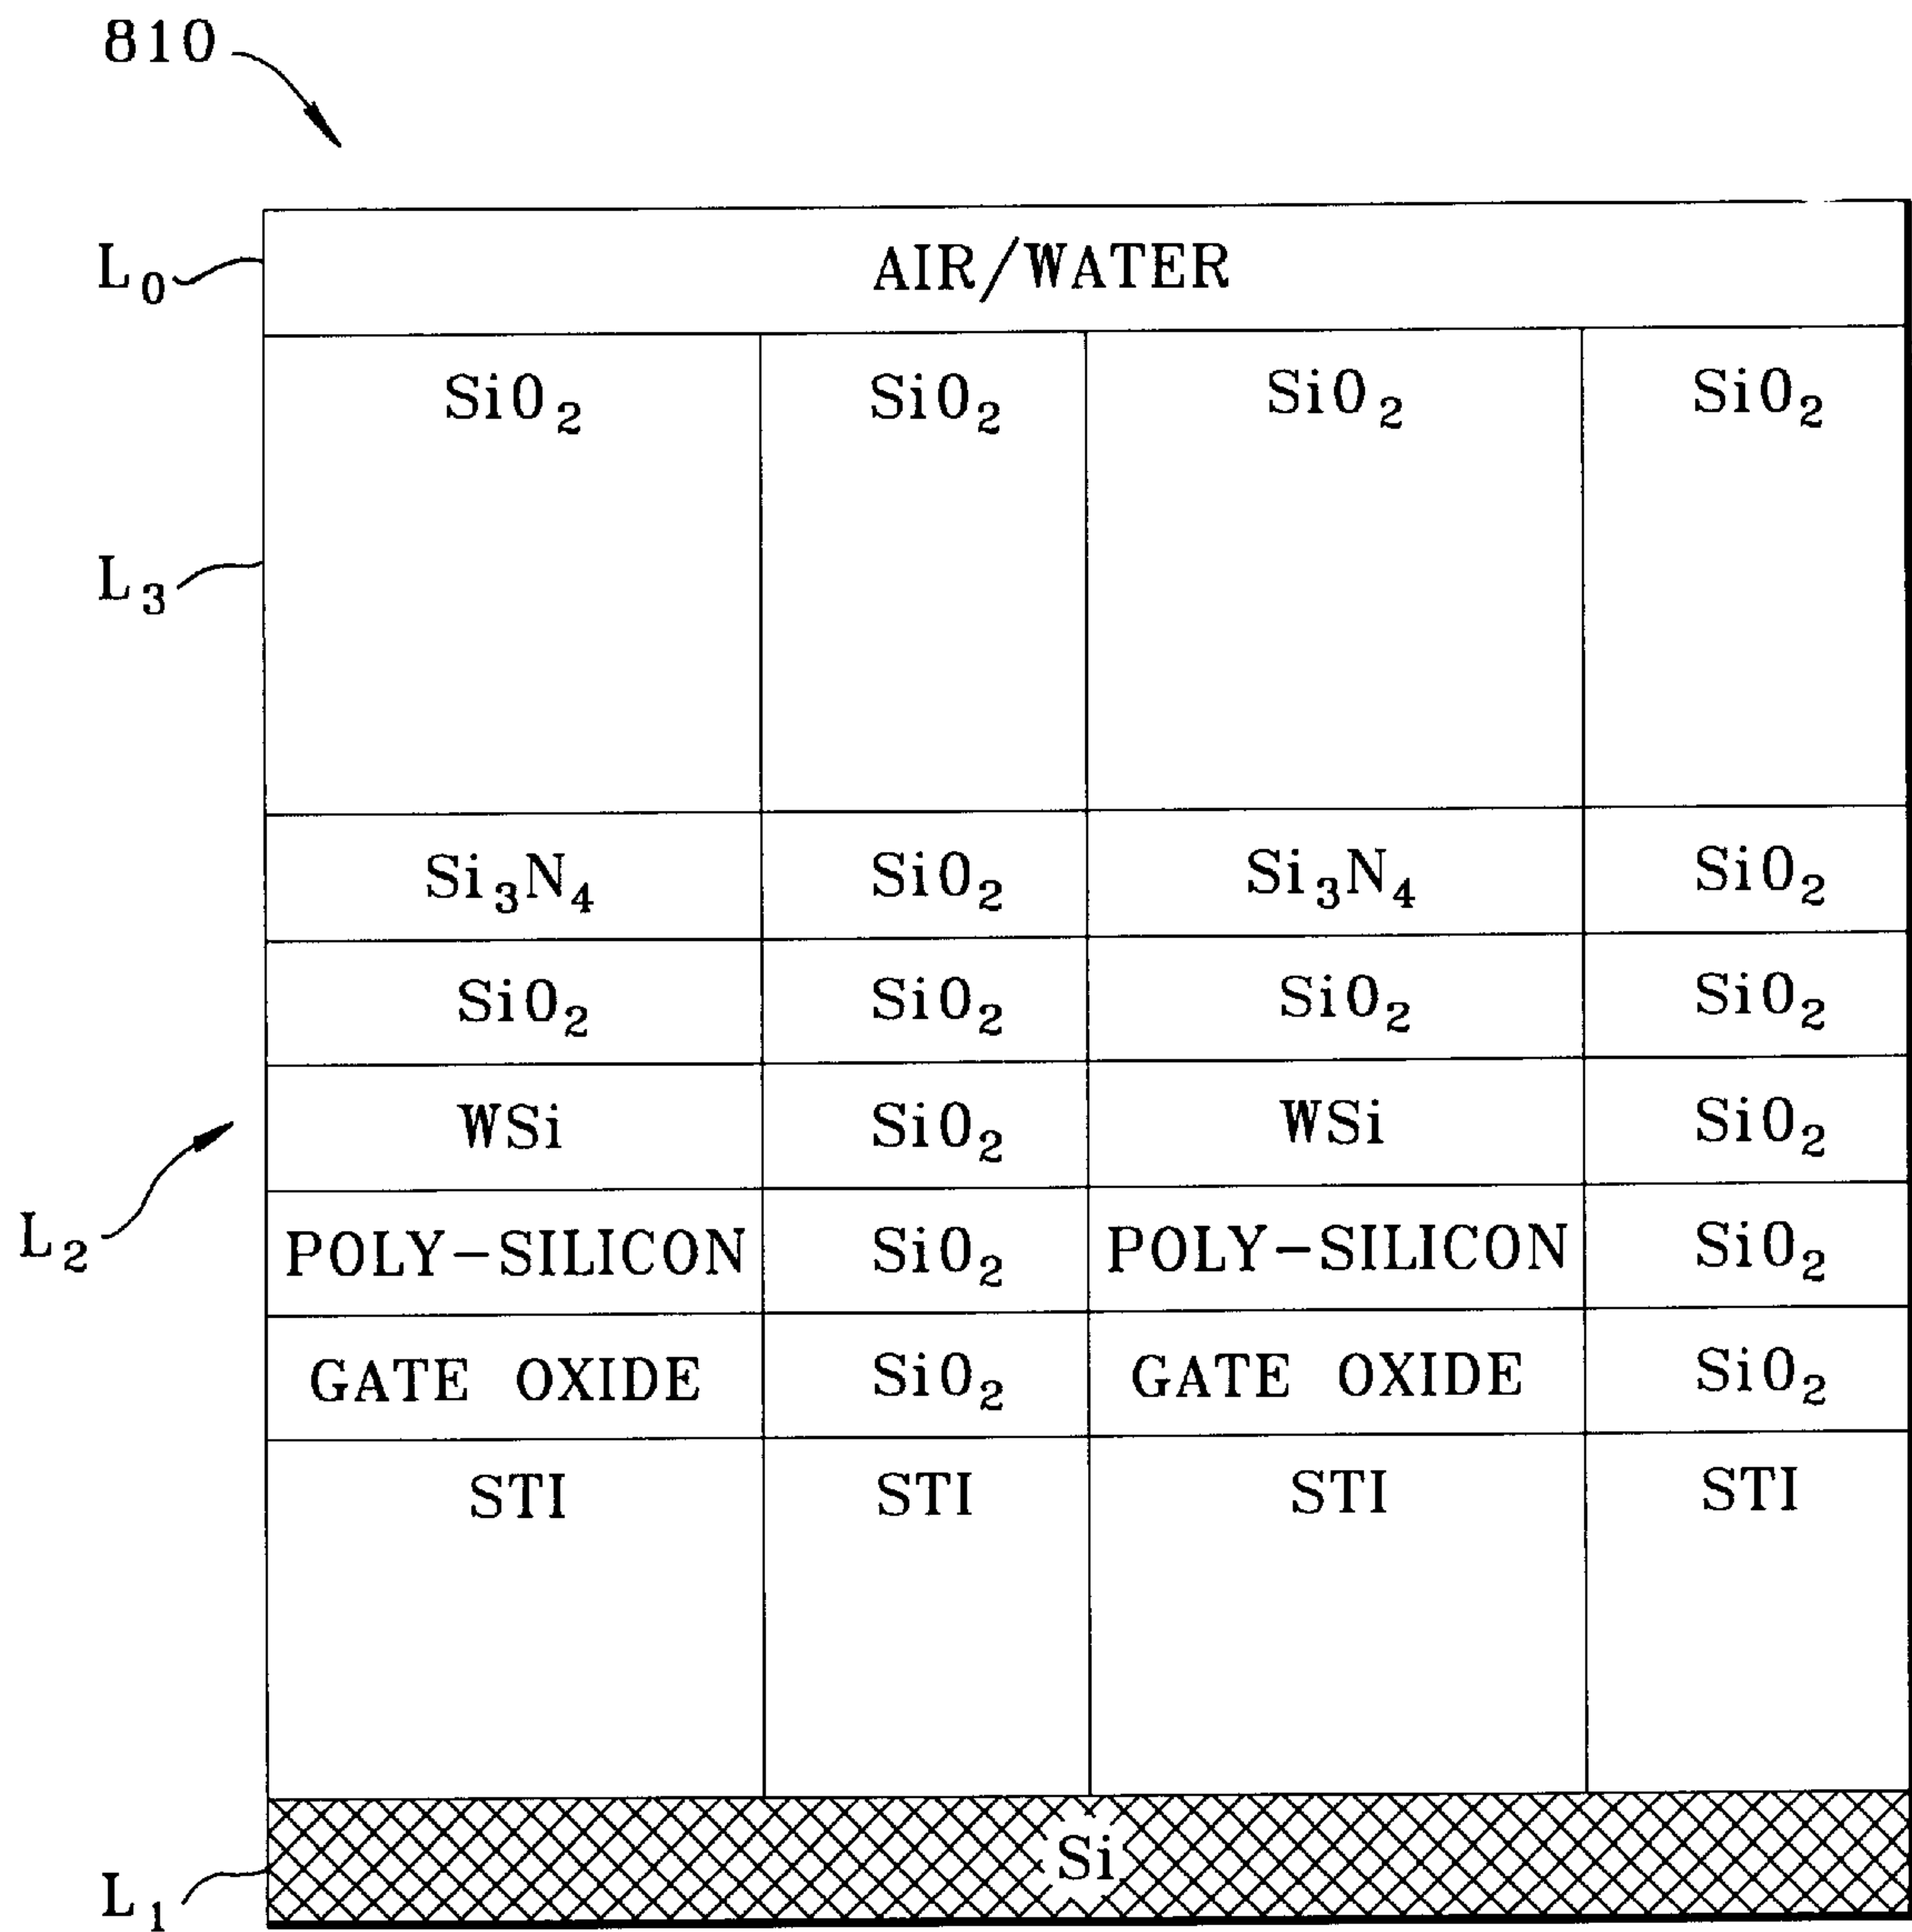 810
L₀ AIR/WATER
SiO₂ SiO₂ SiO₂ SiO₂
L₃
Si₃N₄ SiO₂ Si₃N₄ SiO₂
SiO₂ SiO₂ SiO₂ SiO₂
WSi SiO₂ WSi SiO₂
L₂ POLY-SILICON SiO₂ POLY-SILICON SiO₂
GATE OXIDE SiO₂ GATE OXIDE SiO₂
STI STI STI STI
L₁ Si